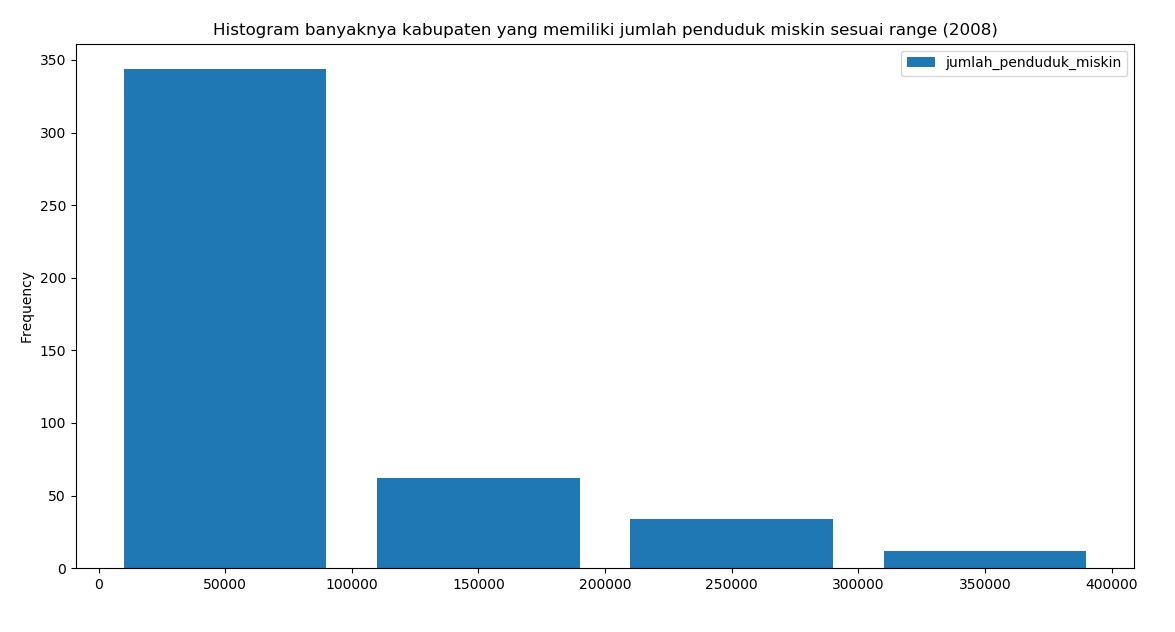 Histogram banyaknya kabupaten yang memiliki jumlah penduduk miskin sesuai range (2008)
jumlah_penduduk_miskin
350
300
250
200
150
100
50
0
Frequency
0 50000 100000 150000 200000 250000 300000 350000 400000